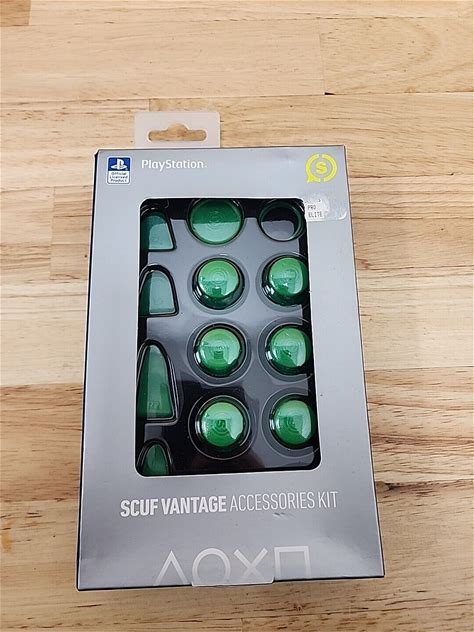 PlayStation
Official
Licensed
Product
S
PRO
ELITE
SCUF VANTAGE ACCESSORIES KIT